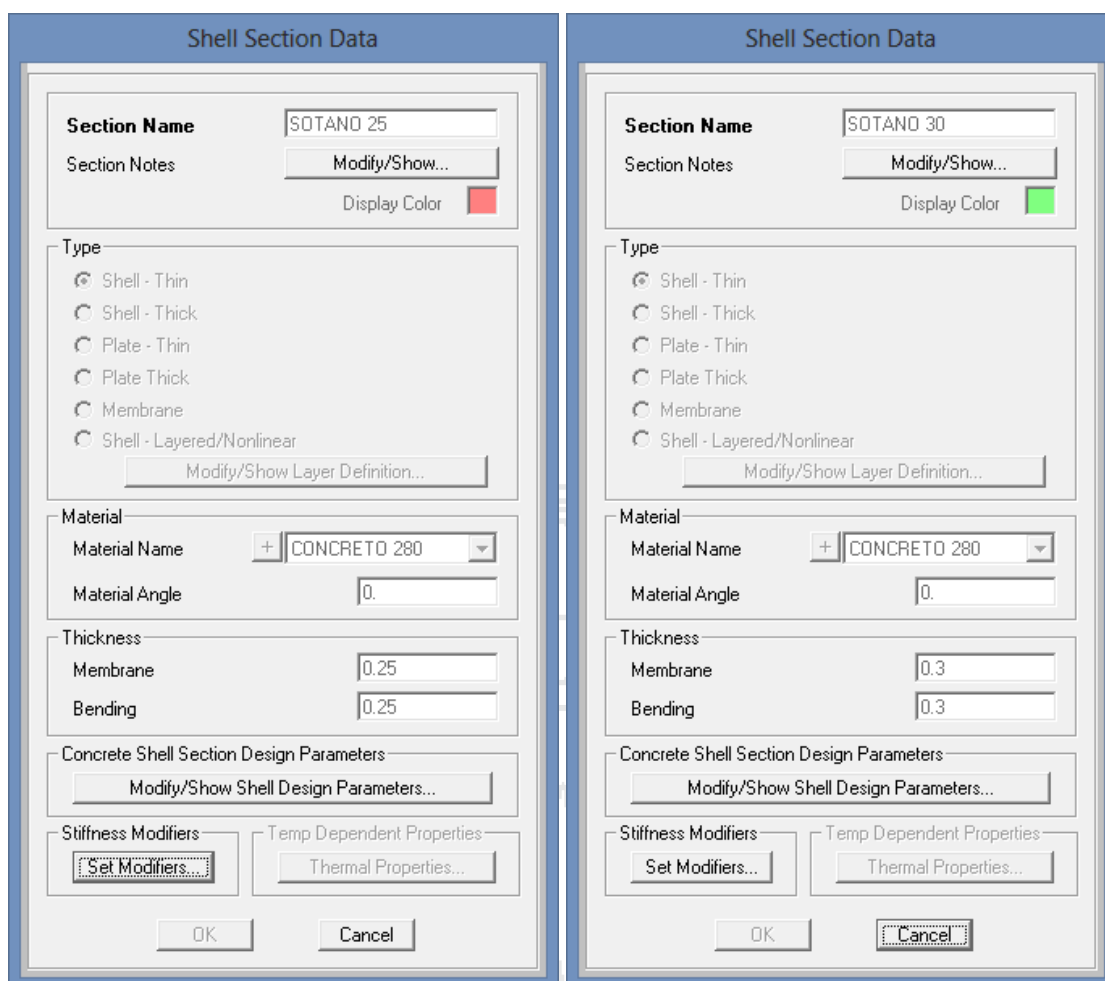 Shell Section Data
Section Name SOTANO 25
Section Notes Modify/Show...
Display Color
Type
Shell - Thin
Shell - Thick
Plate - Thin
Plate Thick
Membrane
Shell - Layered/Nonlinear
Modify/Show Layer Definition...
Material
Material Name + CONCRETO 280
Material Angle 0.
Thickness
Membrane 0.25
Bending 0.25
Concrete Shell Section Design Parameters
Modify/Show Shell Design Parameters...
Stiffness Modifiers Temp Dependent Properties
Set Modifiers... Thermal Properties...
OK Cancel
Shell Section Data
Section Name SOTANO 30
Section Notes Modify/Show...
Display Color
Type
Shell - Thin
Shell - Thick
Plate - Thin
Plate Thick
Membrane
Shell - Layered/Nonlinear
Modify/Show Layer Definition...
Material
Material Name + CONCRETO 280
Material Angle 0.
Thickness
Membrane 0.3
Bending 0.3
Concrete Shell Section Design Parameters
Modify/Show Shell Design Parameters...
Stiffness Modifiers Temp Dependent Properties
Set Modifiers... Thermal Properties...
OK Cancel